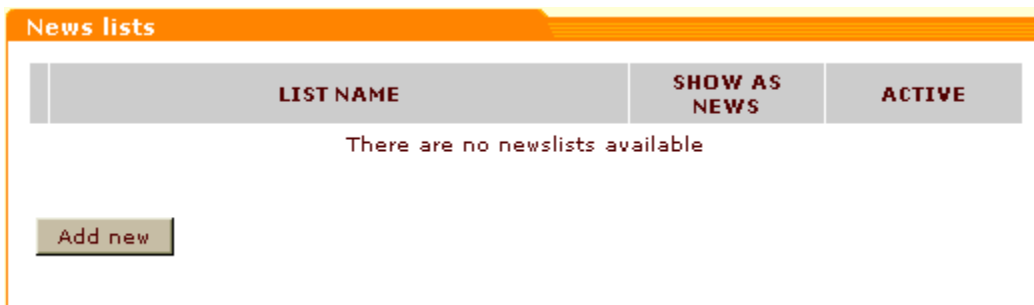 News lists
LIST NAME
SHOW AS
NEWS
ACTIVE
There are no newslists available
Add new